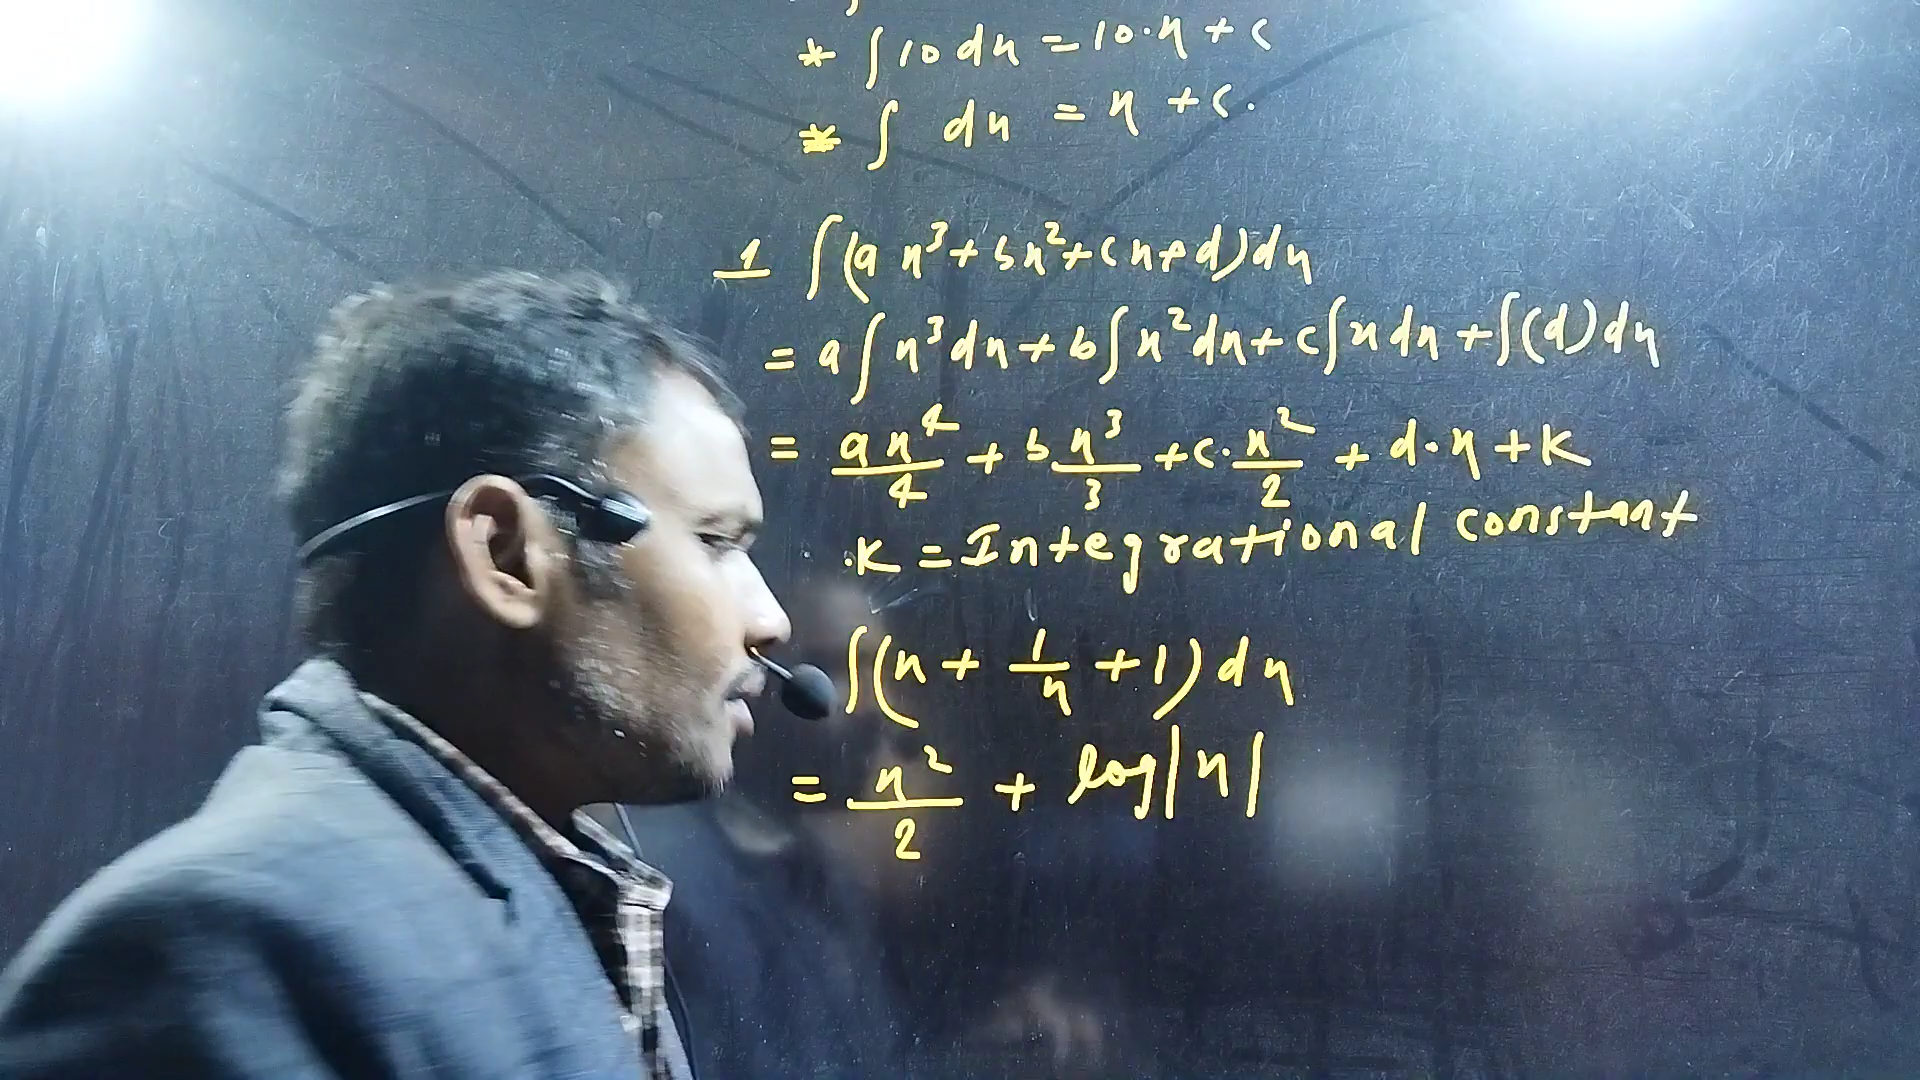 * ∫ 10 dx = 10·x + c
* ∫ dx = x + c.
1 ∫(ax³ + bx² + cx + d)dx
= a∫x³dx + b∫x²dx + c∫xdx + ∫(d)dx
= ax⁴/4 + b x³/3 + c· x²/2 + d·x + K
.K = Integrational constant
∫(x + 1/x + 1)dx
= x²/2 + log|x|